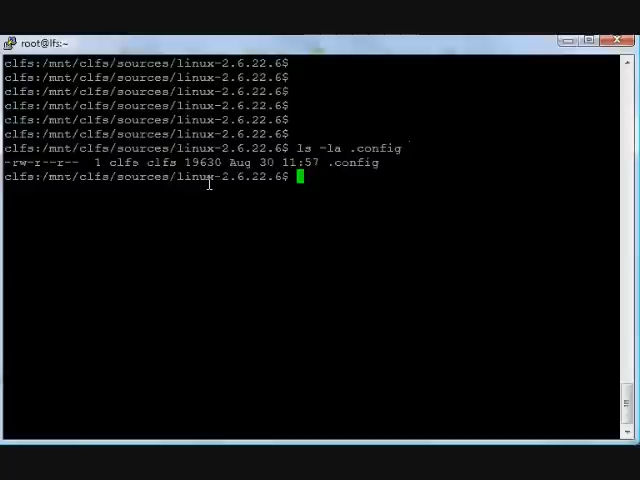 root@lfs:~
clfs:/mnt/clfs/sources/linux-2.6.22.6$
clfs:/mnt/clfs/sources/linux-2.6.22.6$
clfs:/mnt/clfs/sources/linux-2.6.22.6$
clfs:/mnt/clfs/sources/linux-2.6.22.6$
clfs:/mnt/clfs/sources/linux-2.6.22.6$
clfs:/mnt/clfs/sources/linux-2.6.22.6$
clfs:/mnt/clfs/sources/linux-2.6.22.6$ ls -la .config
-rw-r--r--  1 clfs clfs 19630 Aug 30 11:57 .config
clfs:/mnt/clfs/sources/linux-2.6.22.6$